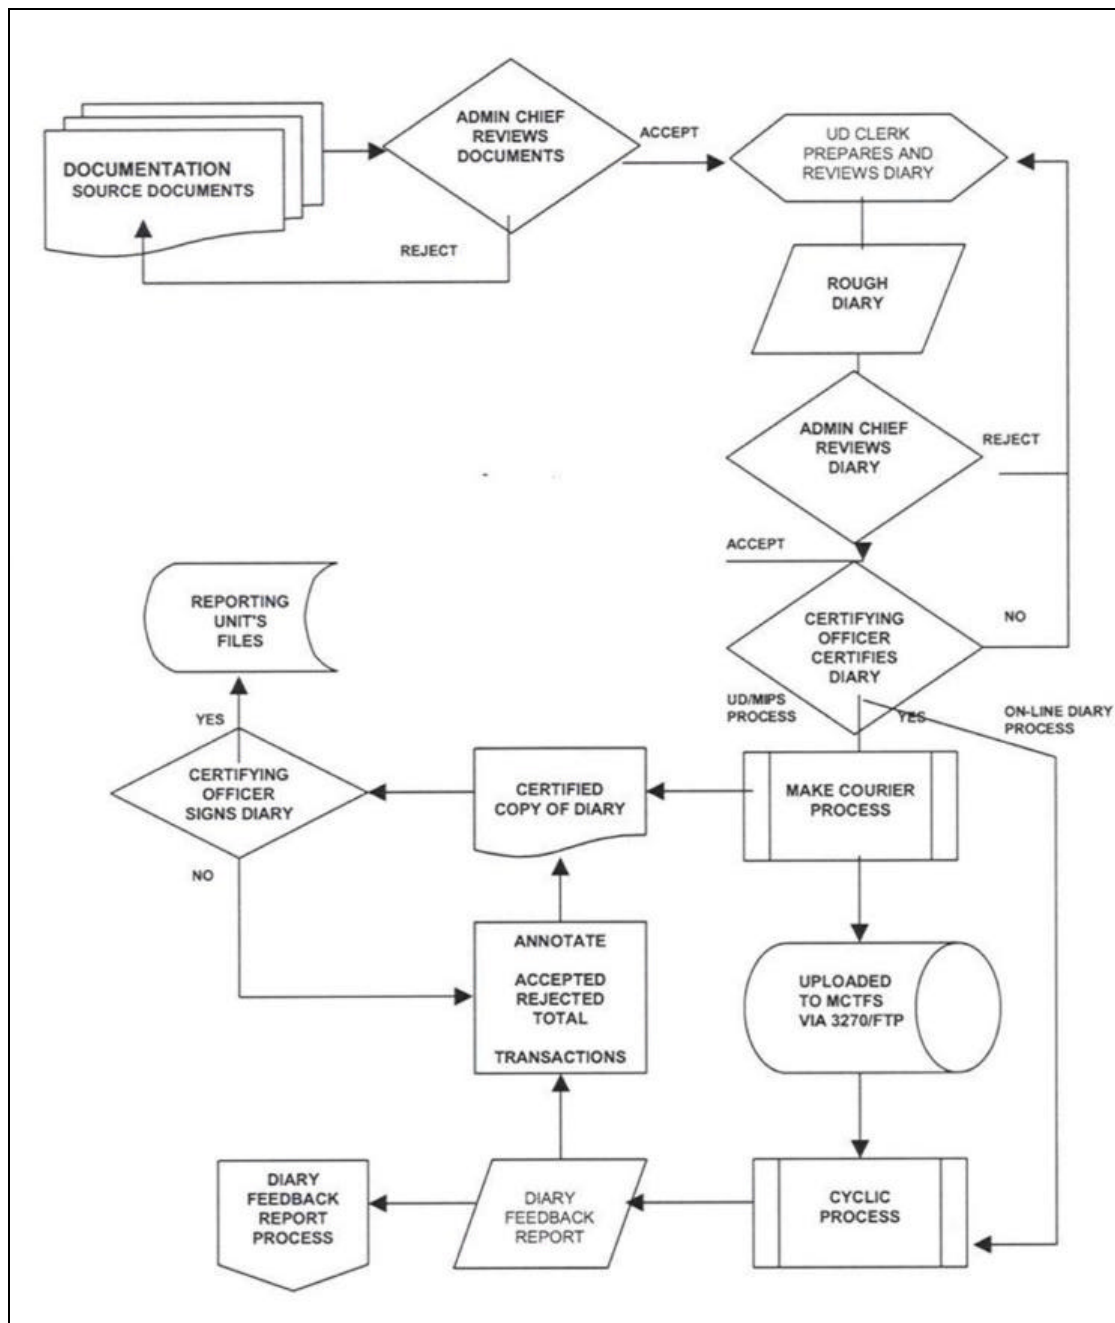 DOCUMENTATION
SOURCE DOCUMENTS
ADMIN CHIEF
REVIEWS
DOCUMENTS
ACCEPT
REJECT
UD CLERK
PREPARES AND
REVIEWS DIARY
ROUGH
DIARY
ADMIN CHIEF
REVIEWS
DIARY
REJECT
ACCEPT
CERTIFYING
OFFICER
CERTIFIES
DIARY
NO
UD/MIPS
PROCESS
YES
ON-LINE DIARY
PROCESS
REPORTING
UNIT'S
FILES
YES
CERTIFYING
OFFICER
SIGNS DIARY
NO
CERTIFIED
COPY OF DIARY
MAKE COURIER
PROCESS
ANNOTATE
ACCEPTED
REJECTED
TOTAL
TRANSACTIONS
UPLOADED
TO MCTFS
VIA 3270/FTP
DIARY
FEEDBACK
REPORT
PROCESS
DIARY
FEEDBACK
REPORT
CYCLIC
PROCESS